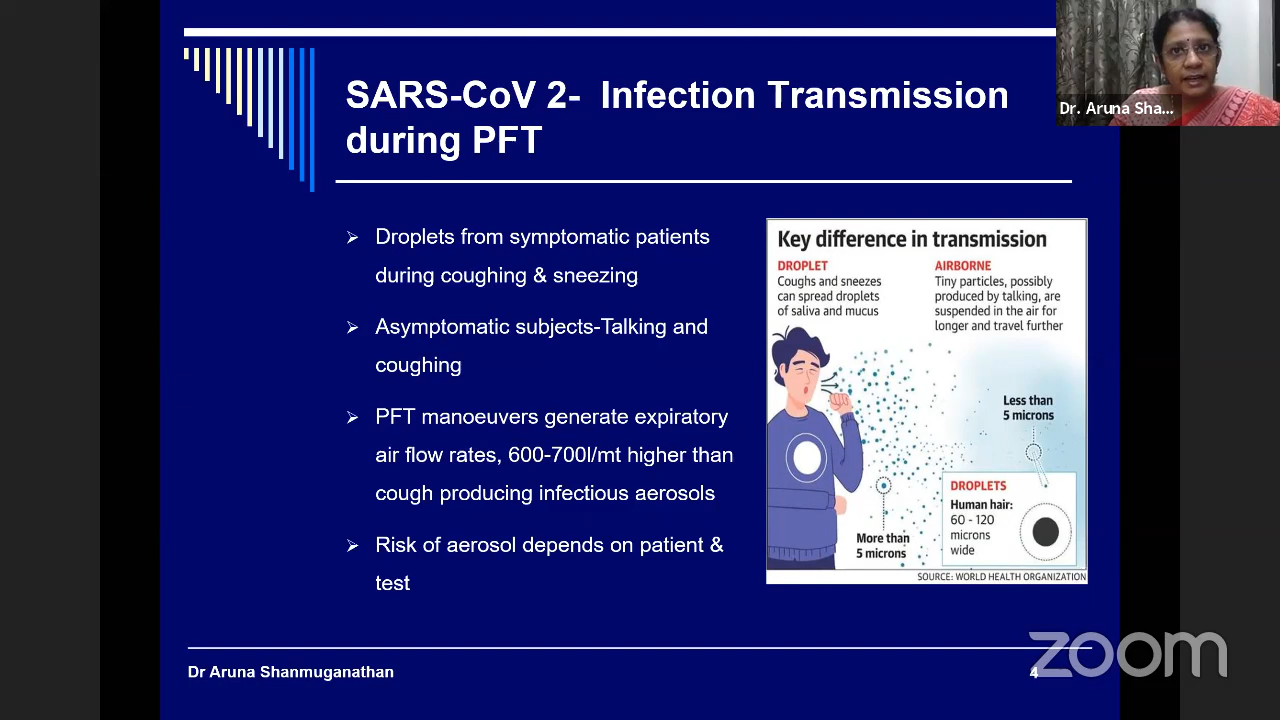 SARS-CoV 2- Infection Transmission
during PFT
Dr. Aruna Sha...
➢ Droplets from symptomatic patients
during coughing & sneezing
➢ Asymptomatic subjects-Talking and
coughing
➢ PFT manoeuvers generate expiratory
air flow rates, 600-700l/mt higher than
cough producing infectious aerosols
➢ Risk of aerosol depends on patient &
test
Key difference in transmission
DROPLET
Coughs and sneezes
can spread droplets
of saliva and mucus
AIRBORNE
Tiny particles, possibly
produced by talking, are
suspended in the air for
longer and travel further
Less than
5 microns
More than
5 microns
DROPLETS
Human hair:
60 - 120
microns
wide
SOURCE: WORLD HEALTH ORGANIZATION
Dr Aruna Shanmuganathan
4
zoom